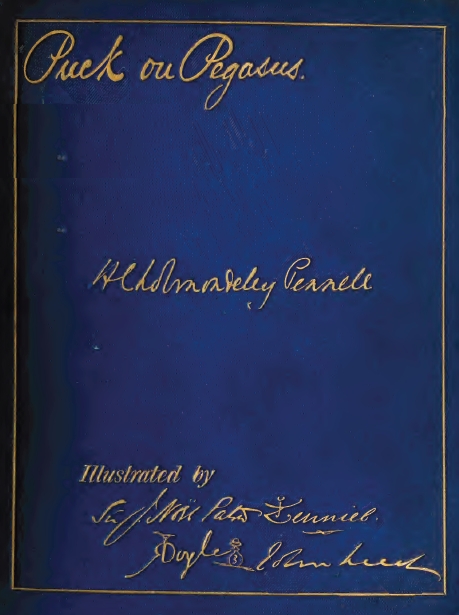 Puck on Pegasus.
H Cholmondeley Pennell
Illustrated by
Sir J. Noël Paton Tenniel.
Doyle John Leech